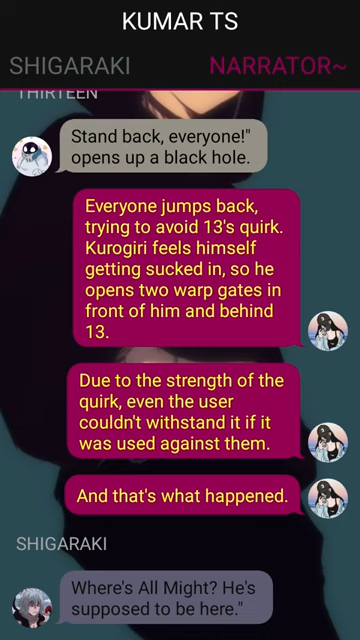 KUMAR TS
SHIGARAKI
NARRATOR~
THIRTEEN
Stand back, everyone!"
opens up a black hole.
Everyone jumps back,
trying to avoid 13's quirk.
Kurogiri feels himself
getting sucked in, so he
opens two warp gates in
front of him and behind
13.
Due to the strength of the
quirk, even the user
couldn't withstand it if it
was used against them.
And that's what happened.
SHIGARAKI
Where's All Might? He's
supposed to be here."